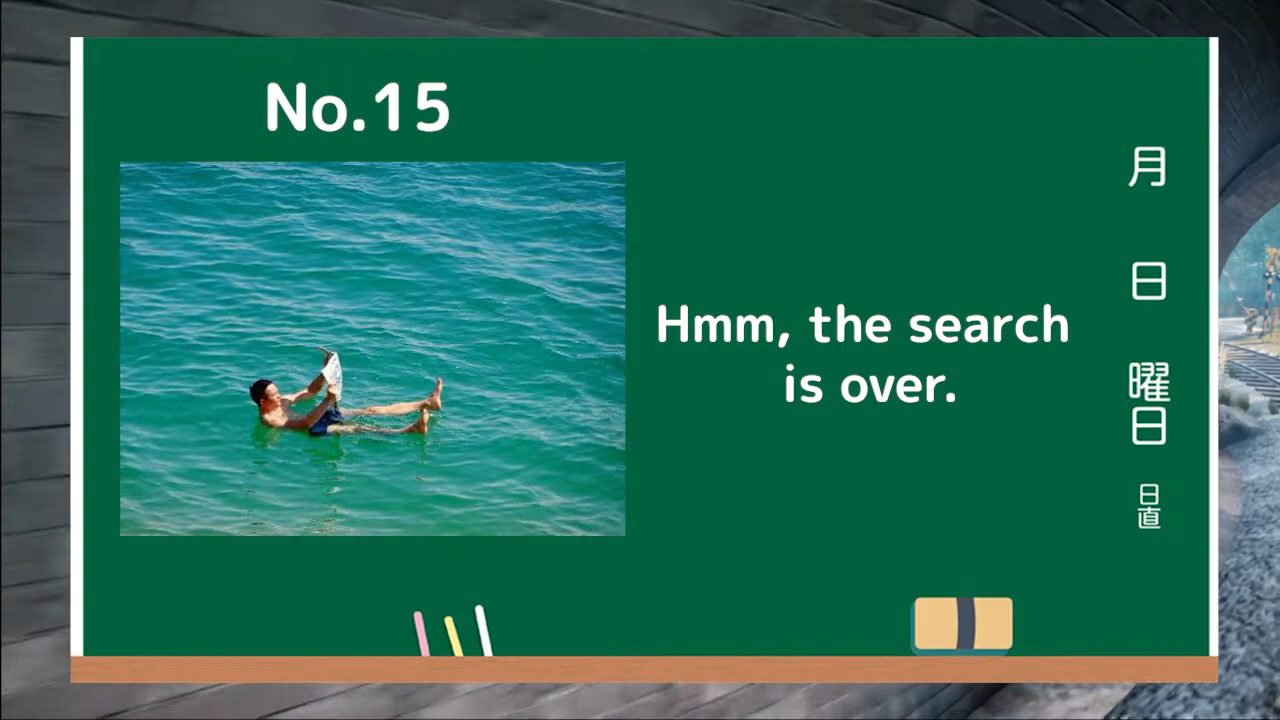 No.15
Hmm, the search
is over.
月
日
曜
日
日
直